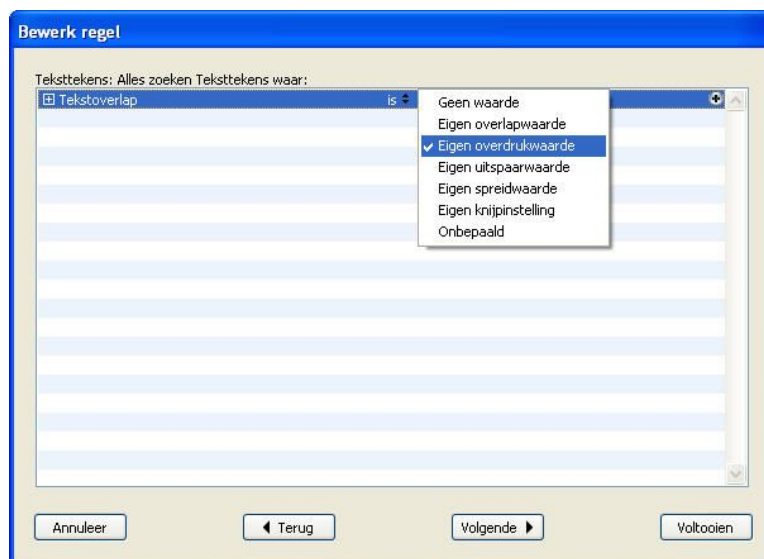 Bewerk regel
Teksttekens: Alles zoeken Teksttekens waar:
Tekstoverlap is
Geen waarde
Eigen overlapwaarde
Eigen overdrukwaarde
Eigen uitspaarwaarde
Eigen spreidwaarde
Eigen knijpinstelling
Onbepaald
Annuleer Terug Volgende Voltooien